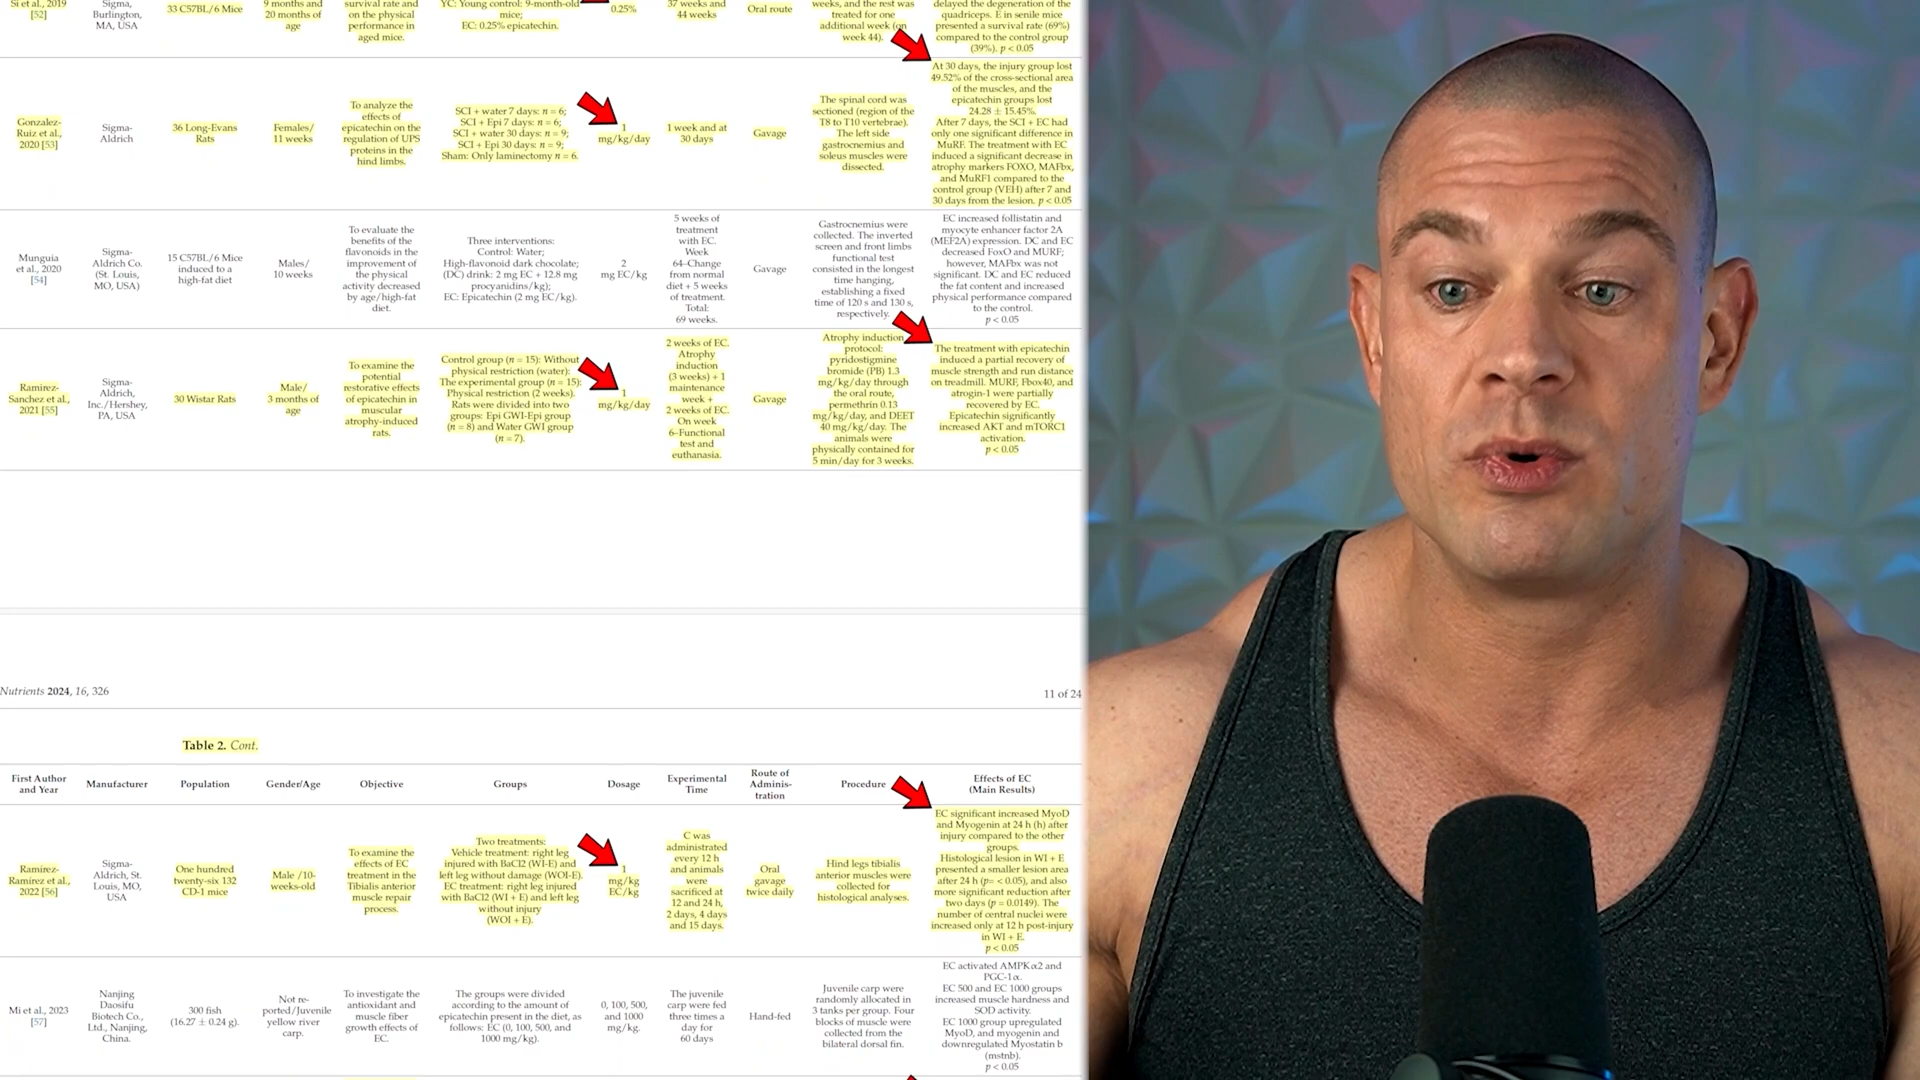 Si et al., 2019
[52]
Sigma,
Burlington,
MA, USA
33 C57BL/6 Mice
9 months and
20 months of
age
survival rate and
on the physical
performance in
aged mice.
YC: Young control: 9-month-old
mice;
EC: 0.25% epicatechin.
0.25%
37 weeks and
44 weeks
Oral route
weeks, and the rest was
treated for one
additional week (on
week 44).
delayed the degeneration of the
quadriceps. E in senile mice
presented a survival rate (69%)
compared to the control group
(39%). p < 0.05
Gonzalez-
Ruiz et al.,
2020 [53]
Sigma-
Aldrich
36 Long-Evans
Rats
Females/
11 weeks
To analyze the
effects of
epicatechin on the
regulation of UPS
proteins in the
hind limbs.
SCI + water 7 days: n = 6;
SCI + Epi 7 days: n = 6;
SCI + water 30 days: n = 9;
SCI + Epi 30 days: n = 9;
Sham: Only laminectomy n = 6.
1
mg/kg/day
1 week and at
30 days
Gavage
The spinal cord was
sectioned (region of the
T8 to T10 vertebrae).
The left side
gastrocnemius and
soleus muscles were
dissected.
At 30 days, the injury group lost
49.52% of the cross-sectional area
of the muscles, and the
epicatechin groups lost
24.28 ± 15.45%.
After 7 days, the SCI + EC had
only one significant difference in
MuRF. The treatment with EC
induced a significant decrease in
atrophy markers FOXO, MAFbx,
and MuRF1 compared to the
control group (VEH) after 7 and
30 days from the lesion. p < 0.05
Munguia
et al., 2020
[54]
Sigma-
Aldrich Co.
(St. Louis,
MO, USA)
15 C57BL/6 Mice
induced to a
high-fat diet
Males/
10 weeks
To evaluate the
benefits of the
flavonoids in the
improvement of
the physical
activity decreased
by age/high-fat
diet.
Three interventions:
Control: Water;
High-flavonoid dark chocolate;
(DC) drink: 2 mg EC + 12.8 mg
procyanidins/kg);
EC: Epicatechin (2 mg EC/kg).
2
mg EC/kg
5 weeks of
treatment
with EC.
Week
64–Change
from normal
diet + 5 weeks
of treatment.
Total:
69 weeks.
Gavage
Gastrocnemius were
collected. The inverted
screen and front limbs
functional test
consisted in the longest
time hanging,
establishing a fixed
time of 120 s and 130 s,
respectively.
EC increased follistatin and
myocyte enhancer factor 2A
(MEF2A) expression. DC and EC
decreased FoxO and MURF;
however, MAFbx was not
significant. DC and EC reduced
the fat content and increased
physical performance compared
to the control.
p < 0.05
Ramirez-
Sanchez et al.,
2021 [55]
Sigma-
Aldrich,
Inc./Hershey,
PA, USA
30 Wistar Rats
Male/
3 months of
age
To examine the
potential
restorative effects
of epicatechin in
muscular
atrophy-induced
rats.
Control group (n = 15): Without
physical restriction (water):
The experimental group (n = 15):
Physical restriction (2 weeks).
Rats were divided into two
groups: Epi GWI-Epi group
(n = 8) and Water GWI group
(n = 7).
1
mg/kg/day
2 weeks of EC.
Atrophy
induction
(3 weeks) + 1
maintenance
week +
2 weeks of EC.
On week
6–Functional
test and
euthanasia.
Gavage
Atrophy induction
protocol:
pyridostigmine
bromide (PB) 1.3
mg/kg/day through
the oral route,
permethrin 0.13
mg/kg/day, and DEET
40 mg/kg/day. The
animals were
physically contained for
5 min/day for 3 weeks.
The treatment with epicatechin
induced a partial recovery of
muscle strength and run distance
on treadmill. MURF, Fbox40, and
atrogin-1 were partially
recovered by EC.
Epicatechin significantly
increased AKT and mTORC1
activation.
p < 0.05
Nutrients 2024, 16, 326
11 of 24
Table 2. Cont.
First Author
and Year
Manufacturer
Population
Gender/Age
Objective
Groups
Dosage
Experimental
Time
Route of
Adminis-
tration
Procedure
Effects of EC
(Main Results)
Ramírez-
Ramírez et al.,
2022 [56]
Sigma-
Aldrich, St.
Louis, MO,
USA
One hundred
twenty-six 132
CD-1 mice
Male /10-
weeks-old
To examine the
effects of EC
treatment in the
Tibialis anterior
muscle repair
process.
Two treatments:
Vehicle treatment: right leg
injured with BaCl2 (WI-E) and
left leg without damage (WOI-E).
EC treatment: right leg injured
with BaCl2 (WI + E) and left leg
without injury
(WOI + E).
1
mg/kg
EC/kg
C was
administrated
every 12 h
and animals
were
sacrificed at
12 and 24 h,
2 days, 4 days
and 15 days.
Oral
gavage
twice daily
Hind legs tibialis
anterior muscles were
collected for
histological analyses.
EC significant increased MyoD
and Myogenin at 24 h (h) after
injury compared to the other
groups.
Histological lesion in WI + E
presented a smaller lesion area
after 24 h (p= < 0.05), and also
more significant reduction after
two days (p = 0.0149). The
number of central nuclei were
increased only at 12 h post-injury
in WI + E.
p < 0.05
Mi et al., 2023
[57]
Nanjing
Daosifu
Biotech Co.,
Ltd., Nanjing,
China.
300 fish
(16.27 ± 0.24 g).
Not re-
ported/Juvenile
yellow river
carp.
To investigate the
antioxidant and
muscle fiber
growth effects of
EC.
The groups were divided
according to the amount of
epicatechin present in the diet, as
follows: EC (0, 100, 500, and
1000 mg/kg).
0, 100, 500,
and 1000
mg/kg.
The juvenile
carp were fed
three times a
day for
60 days
Hand-fed
Juvenile carp were
randomly allocated in
3 tanks per group. Four
blocks of muscle were
collected from the
bilateral dorsal fin.
EC activated AMPKα2 and
PGC-1α.
EC 500 and EC 1000 groups
increased muscle hardness and
SOD activity.
EC 1000 group upregulated
MyoD, and myogenin and
downregulated Myostatin b
(mstnb).
p < 0.05